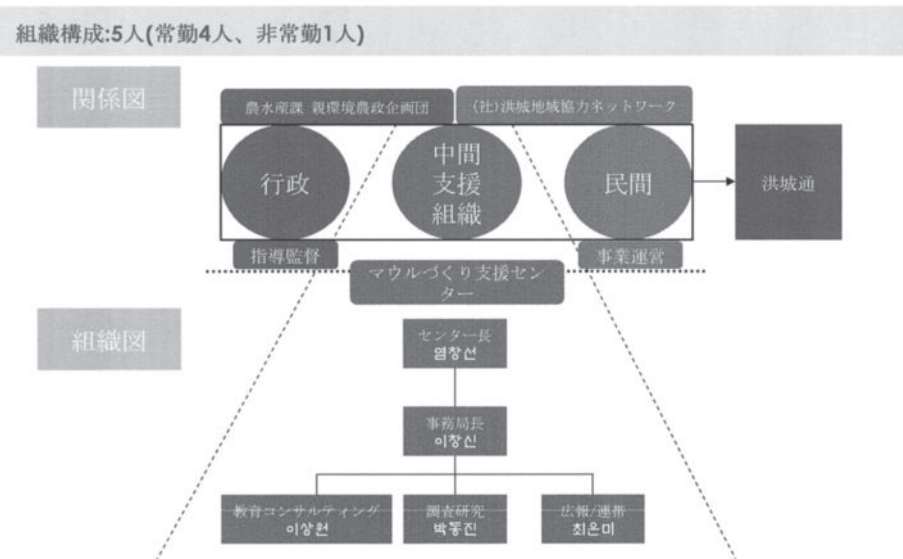 組織構成:5人(常勤4人、非常勤1人)
関係図
農水産課 親環境農政企画団
(社)洪城地域協力ネットワーク
行政
中間
支援
組織
民間
洪城通
指導監督
事業運営
マウルづくり支援セン
ター
組織図
センター長
염창선
事務局長
이창신
教育コンサルティング
이상원
調査研究
박동진
広報/連帯
최은미